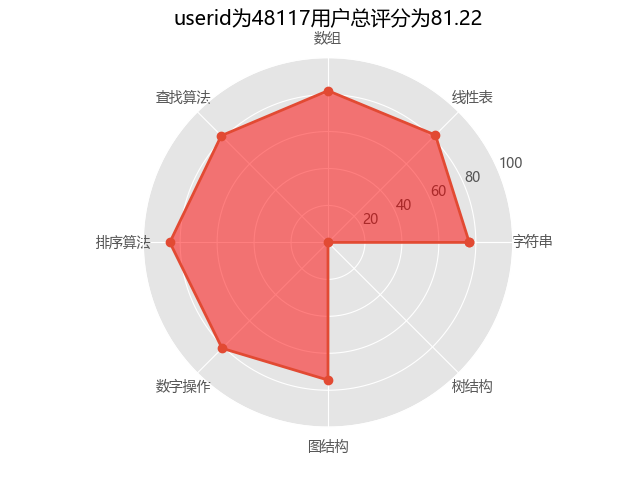 userid为48117用户总评分为81.22
数组
查找算法
线性表
100
80
60
40
20
排序算法
字符串
数字操作
树结构
图结构